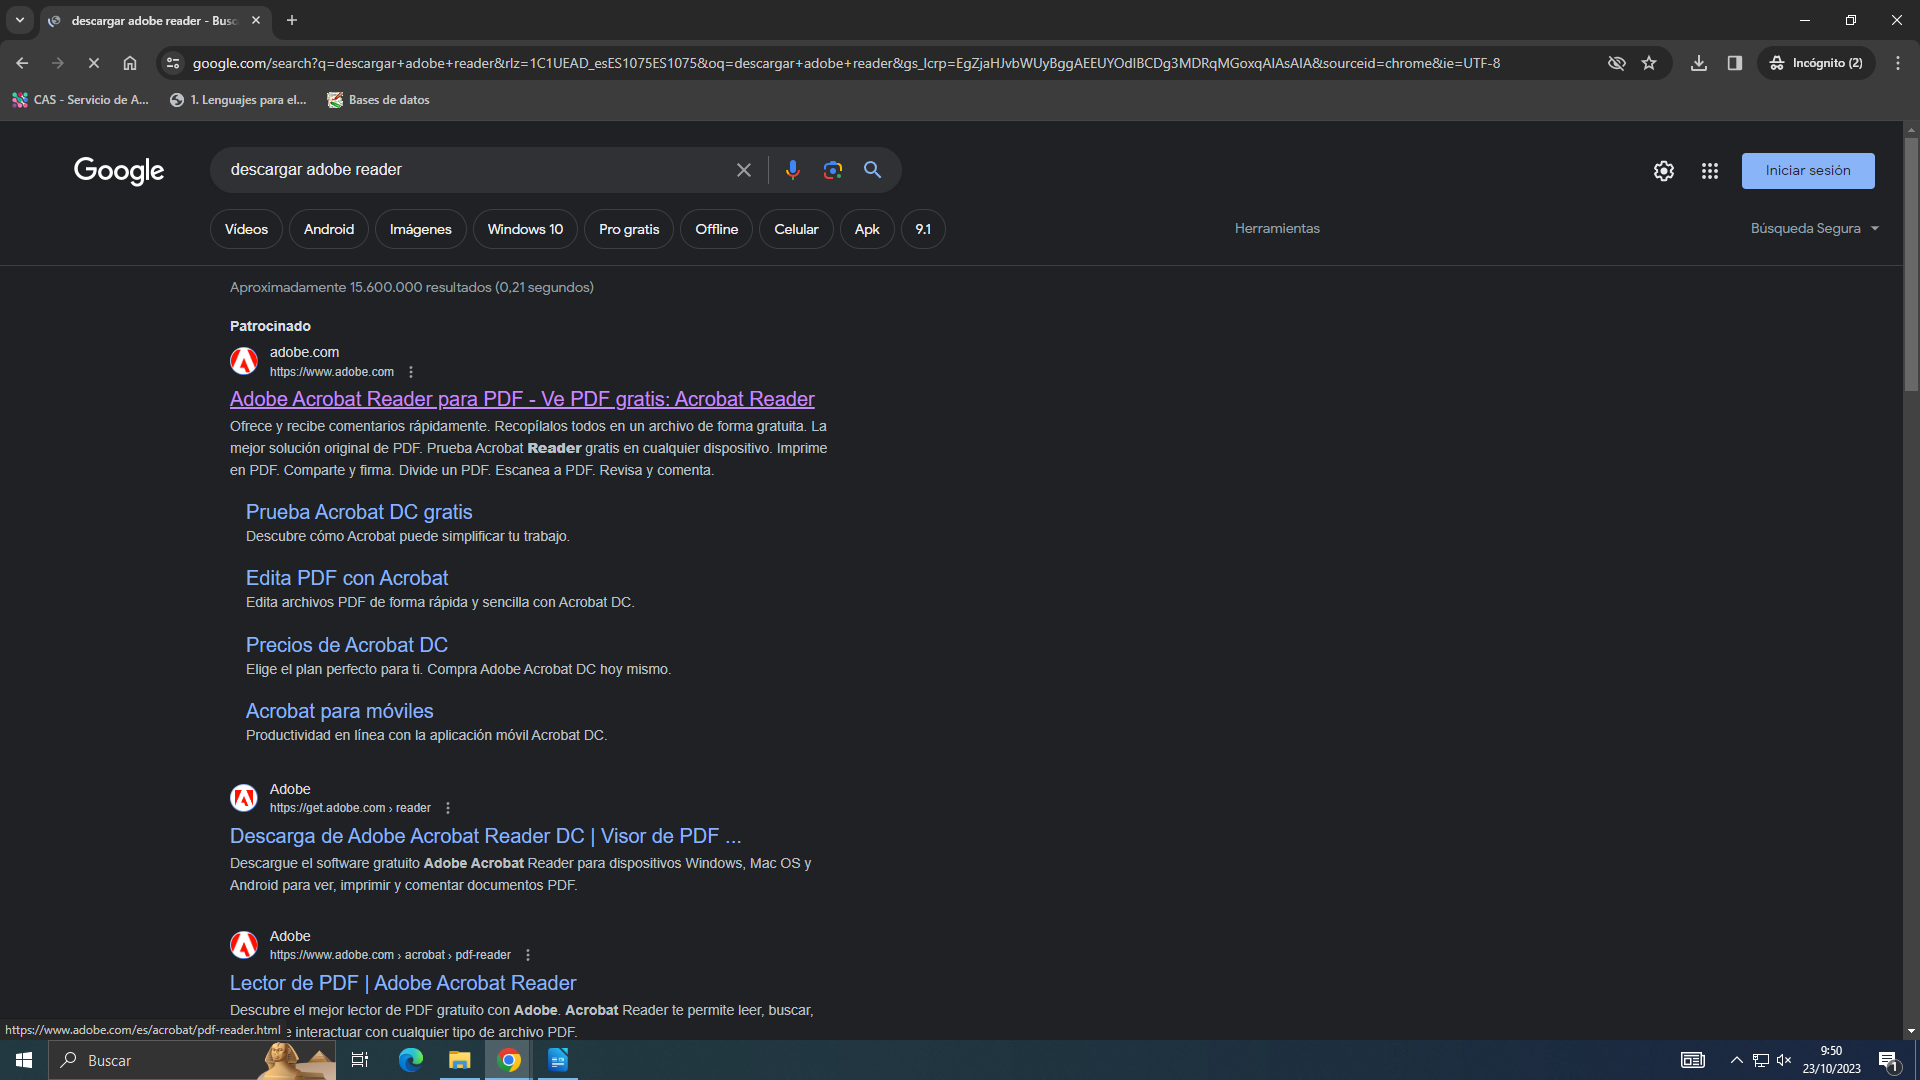 descargar adobe reader - Busc
google.com/search?q=descargar+adobe+reader&rlz=1C1UEAD_esES1075ES1075&oq=descargar+adobe+reader&gs_lcrp=EgZjaHJvbWUyBggAEEUYOdIBCDg3MDRqMGoxqAIAsAIA&sourceid=chrome&ie=UTF-8
Incógnito (2)
CAS - Servicio de A...
1. Lenguajes para el...
Bases de datos
Google
descargar adobe reader
Iniciar sesión
Vídeos
Android
Imágenes
Windows 10
Pro gratis
Offline
Celular
Apk
9.1
Herramientas
Búsqueda Segura
Aproximadamente 15.600.000 resultados (0,21 segundos)
Patrocinado
adobe.com
https://www.adobe.com
Adobe Acrobat Reader para PDF - Ve PDF gratis: Acrobat Reader
Ofrece y recibe comentarios rápidamente. Recopílalos todos en un archivo de forma gratuita. La
mejor solución original de PDF. Prueba Acrobat Reader gratis en cualquier dispositivo. Imprime
en PDF. Comparte y firma. Divide un PDF. Escanea a PDF. Revisa y comenta.
Prueba Acrobat DC gratis
Descubre cómo Acrobat puede simplificar tu trabajo.
Edita PDF con Acrobat
Edita archivos PDF de forma rápida y sencilla con Acrobat DC.
Precios de Acrobat DC
Elige el plan perfecto para ti. Compra Adobe Acrobat DC hoy mismo.
Acrobat para móviles
Productividad en línea con la aplicación móvil Acrobat DC.
Adobe
https://get.adobe.com › reader
Descarga de Adobe Acrobat Reader DC | Visor de PDF ...
Descargue el software gratuito Adobe Acrobat Reader para dispositivos Windows, Mac OS y
Android para ver, imprimir y comentar documentos PDF.
Adobe
https://www.adobe.com › acrobat › pdf-reader
Lector de PDF | Adobe Acrobat Reader
Descubre el mejor lector de PDF gratuito con Adobe. Acrobat Reader te permite leer, buscar,
e interactuar con cualquier tipo de archivo PDF.
https://www.adobe.com/es/acrobat/pdf-reader.html
Buscar
9:50
23/10/2023
1